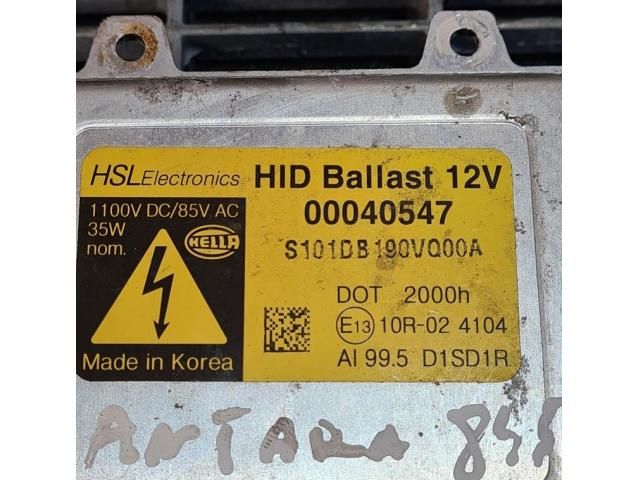 HSLElectronics HID Ballast 12V
1100V DC/85V AC 00040547
35W
nom. HELLA S101DB190VQ00A
DOT 2000h
E13 10R-02 4104
Made in Korea AI 99.5 D1SD1R
ANTARA